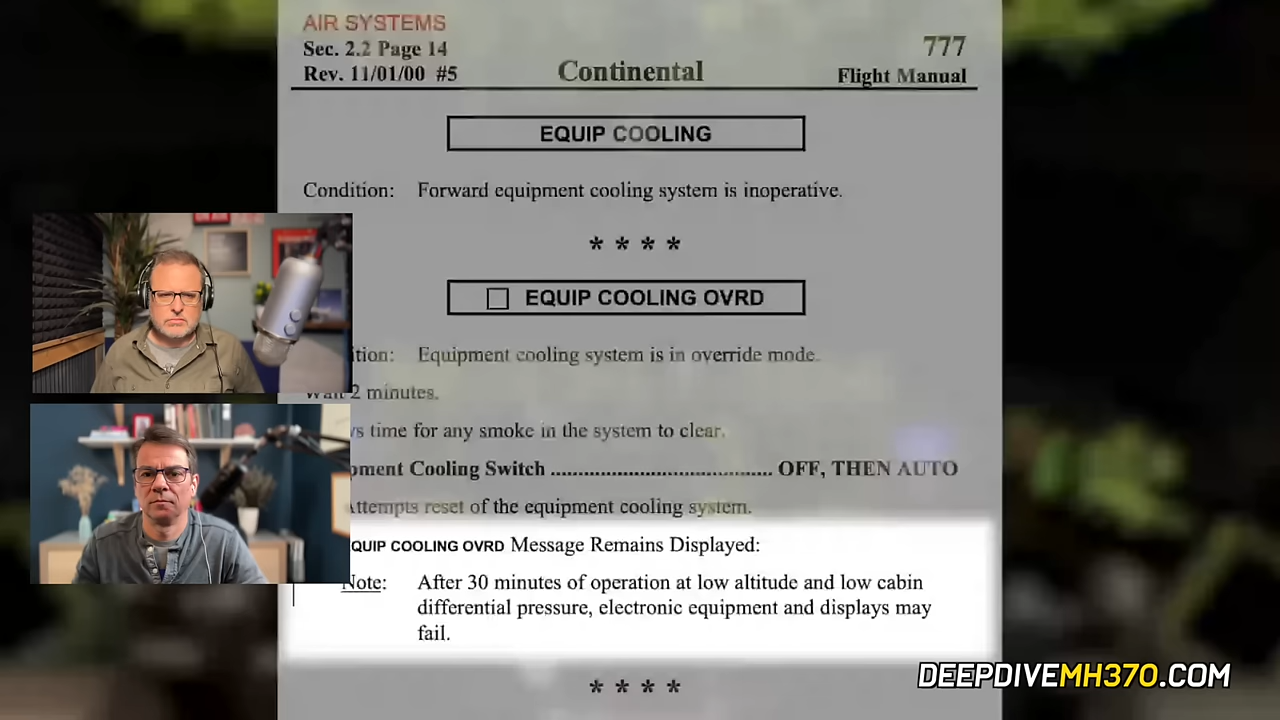 AIR SYSTEMS
Sec. 2.2 Page 14
777
Rev. 11/01/00 #5
Continental
Flight Manual
EQUIP COOLING
Condition: Forward equipment cooling system is inoperative.
* * * *
EQUIP COOLING OVRD
ition: Equipment cooling system is in override mode.
Wait 2 minutes.
s time for any smoke in the system to clear.
pment Cooling Switch .................................... OFF, THEN AUTO
Attempts reset of the equipment cooling system.
QUIP COOLING OVRD Message Remains Displayed:
Note: After 30 minutes of operation at low altitude and low cabin
differential pressure, electronic equipment and displays may
fail.
DEEPDIVEMH370.COM
* * * *